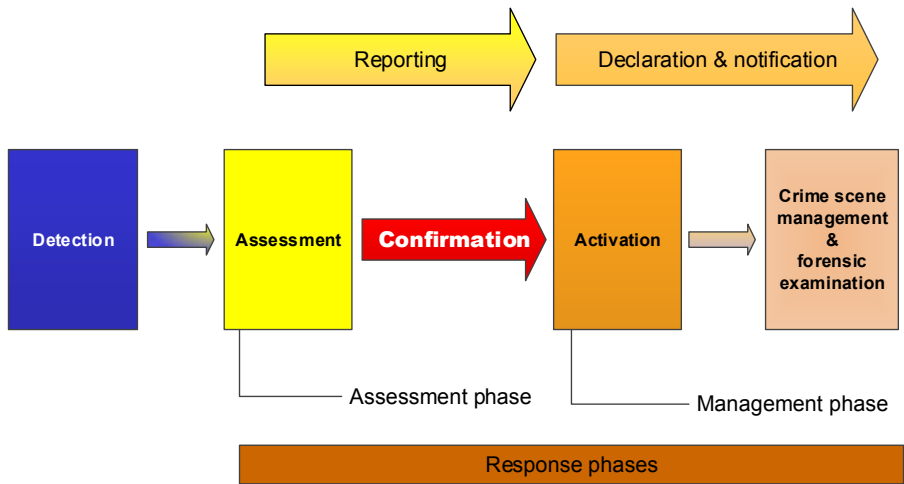 Reporting
Declaration & notification
Detection
Assessment
Confirmation
Activation
Crime scene
management
&
forensic
examination
Assessment phase
Management phase
Response phases